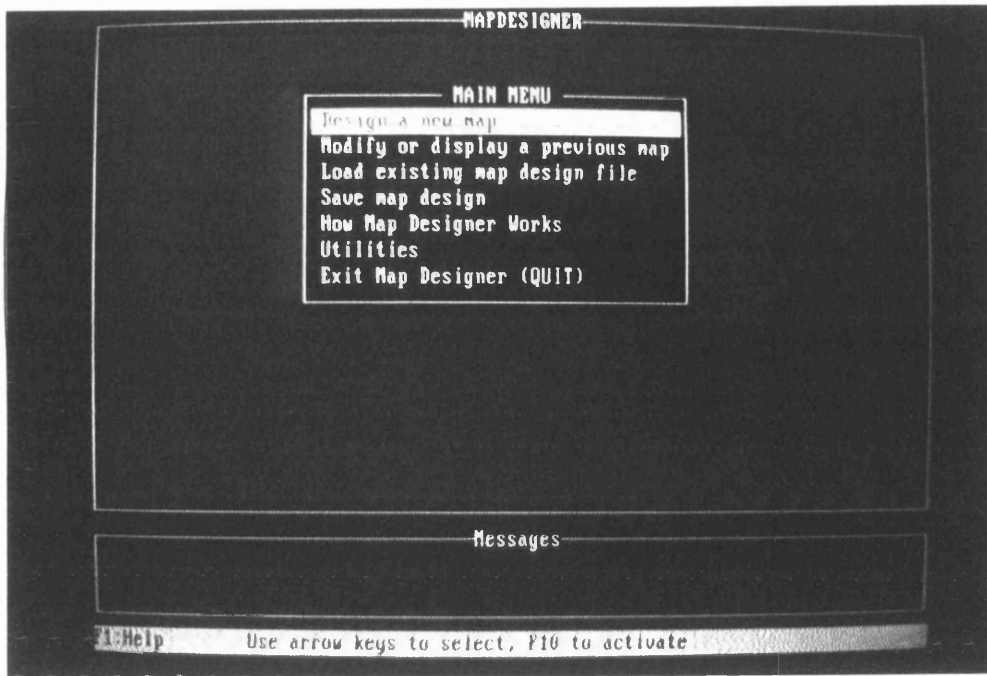 MAPDESIGNER
MAIN MENU
Design a new map
Modify or display a previous map
Load existing map design file
Save map design
How Map Designer Works
Utilities
Exit Map Designer (QUIT)
Messages
F1:Help Use arrow keys to select, F10 to activate